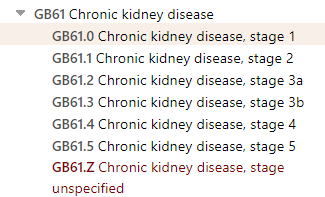 GB61 Chronic kidney disease
GB61.0 Chronic kidney disease, stage 1
GB61.1 Chronic kidney disease, stage 2
GB61.2 Chronic kidney disease, stage 3a
GB61.3 Chronic kidney disease, stage 3b
GB61.4 Chronic kidney disease, stage 4
GB61.5 Chronic kidney disease, stage 5
GB61.Z Chronic kidney disease, stage
unspecified